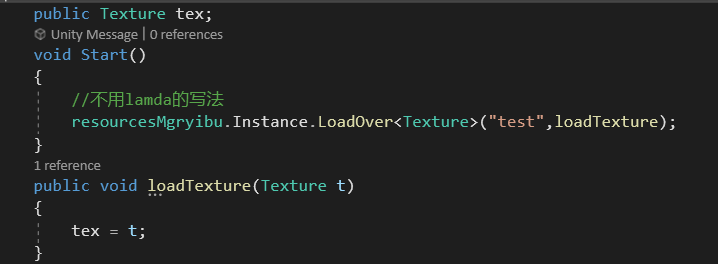 public Texture tex;
Unity Message | 0 references
void Start()
{
//不用lamda的写法
resourcesMgryibu.Instance.LoadOver<Texture>("test",loadTexture);
}
1 reference
public void loadTexture(Texture t)
{
tex = t;
}